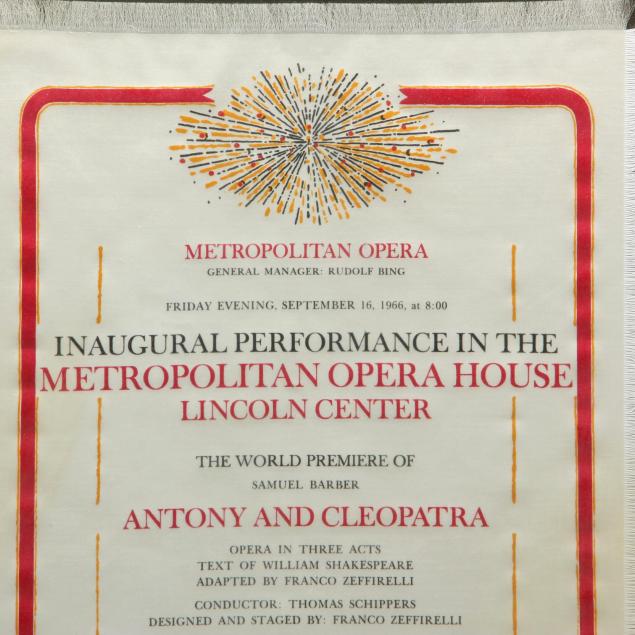 METROPOLITAN OPERA
GENERAL MANAGER: RUDOLF BING
FRIDAY EVENING, SEPTEMBER 16, 1966, at 8:00
INAUGURAL PERFORMANCE IN THE
METROPOLITAN OPERA HOUSE
LINCOLN CENTER
THE WORLD PREMIERE OF
SAMUEL BARBER
ANTONY AND CLEOPATRA
OPERA IN THREE ACTS
TEXT OF WILLIAM SHAKESPEARE
ADAPTED BY FRANCO ZEFFIRELLI
CONDUCTOR: THOMAS SCHIPPERS
DESIGNED AND STAGED BY: FRANCO ZEFFIRELLI